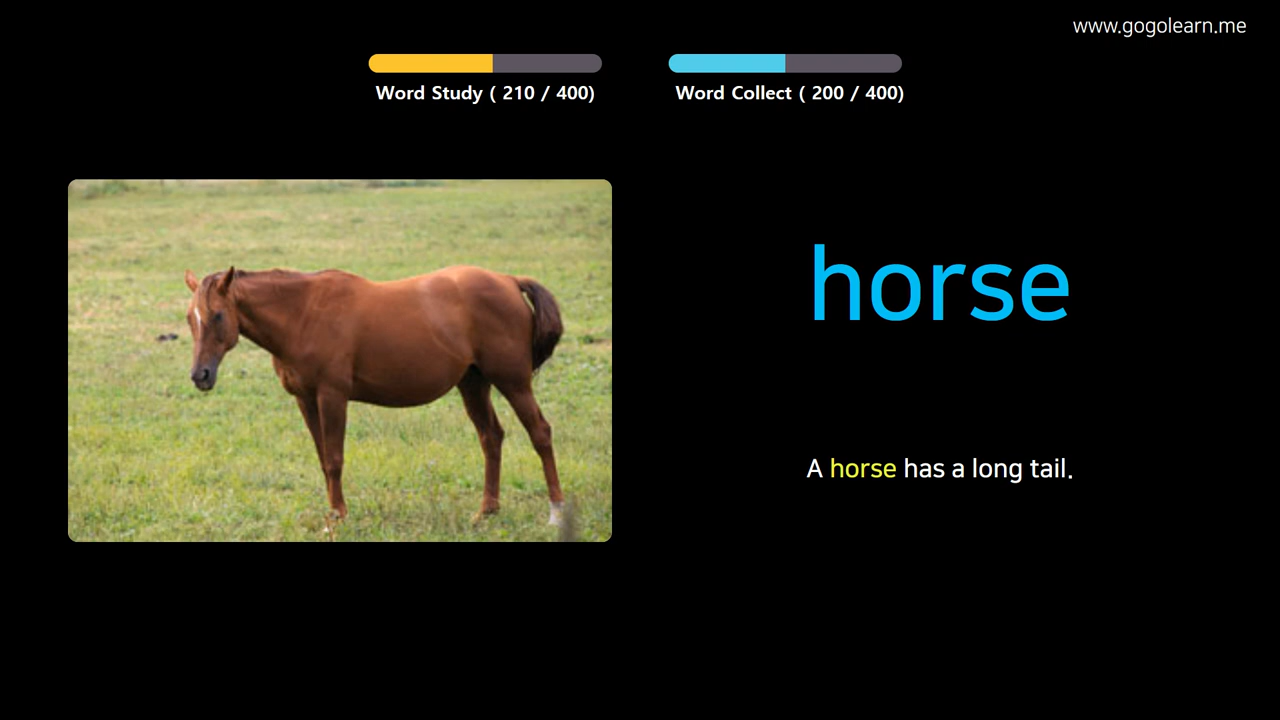 www.gogolearn.me
Word Study ( 210 / 400)
Word Collect ( 200 / 400)
horse
A horse has a long tail.